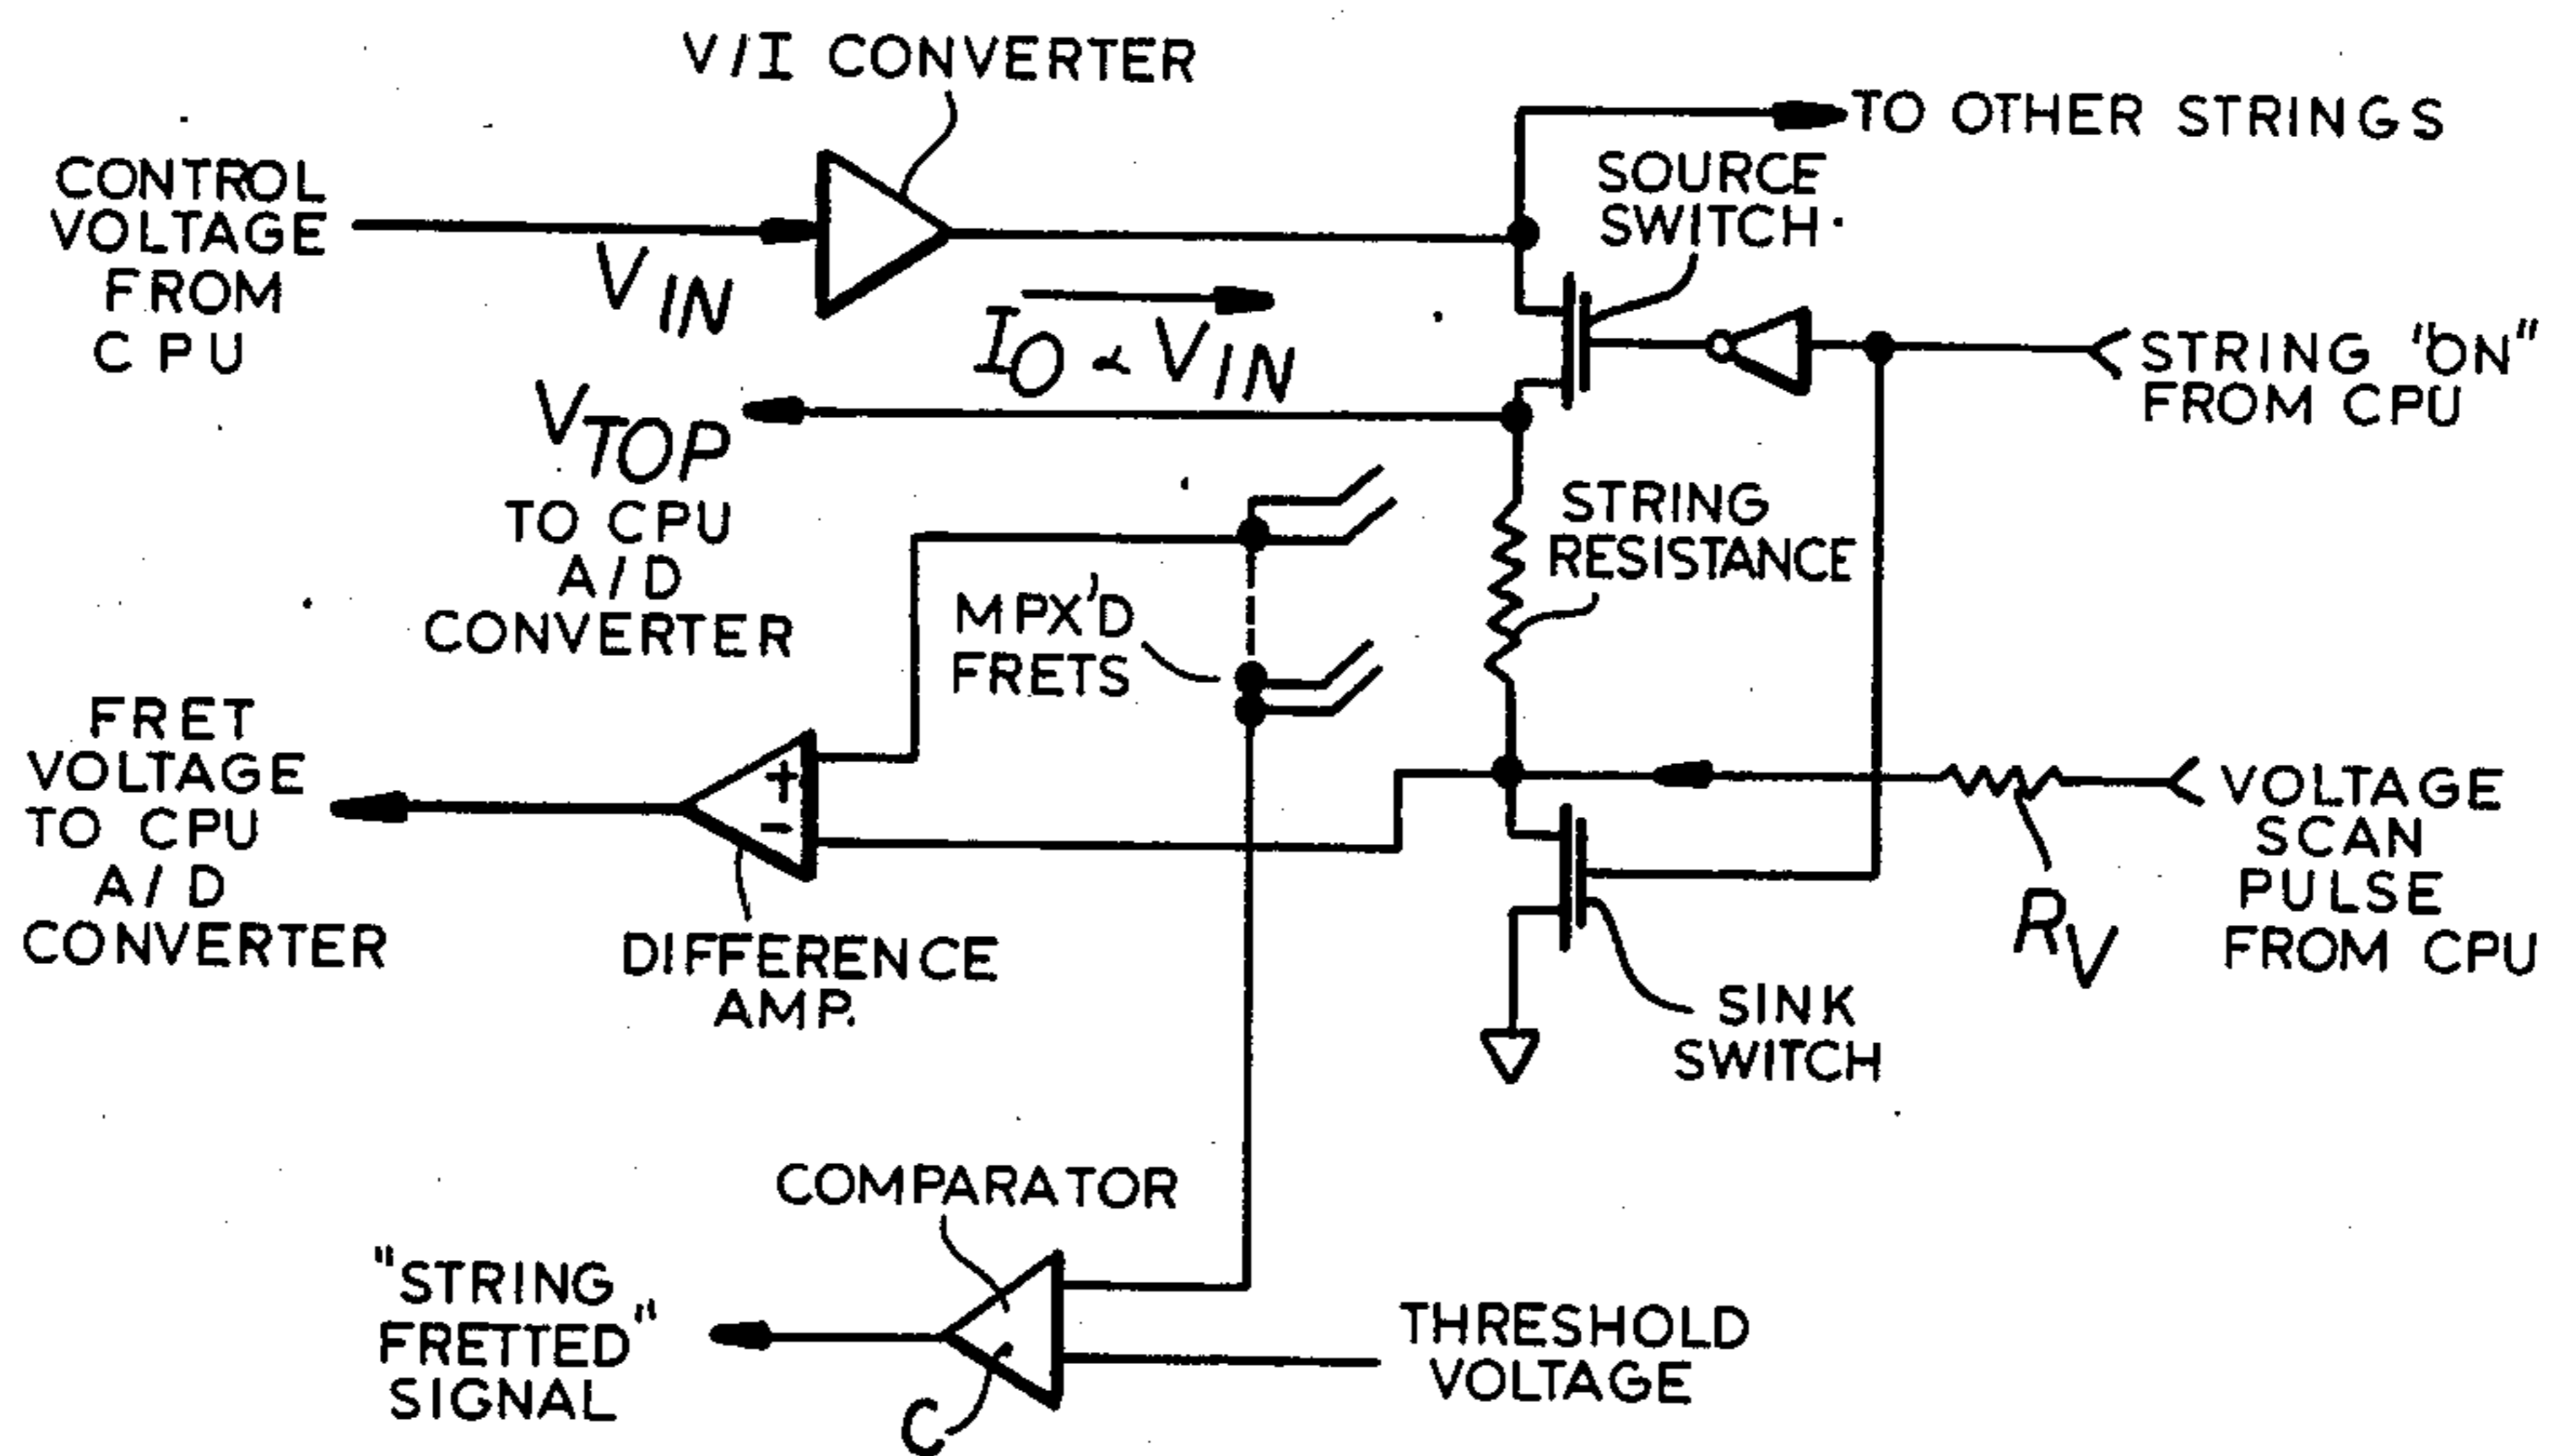 V/I CONVERTER
TO OTHER STRINGS
CONTROL
VOLTAGE
FROM
CPU
VIN
IO ∝ VIN
SOURCE
SWITCH
STRING "ON"
FROM CPU
VTOP
TO CPU
A/D
CONVERTER
STRING
RESISTANCE
MPX'D
FRETS
FRET
VOLTAGE
TO CPU
A/D
CONVERTER
+
-
DIFFERENCE
AMP.
VOLTAGE
SCAN
PULSE
FROM CPU
RV
SINK
SWITCH
COMPARATOR
"STRING
FRETTED"
SIGNAL
C
THRESHOLD
VOLTAGE